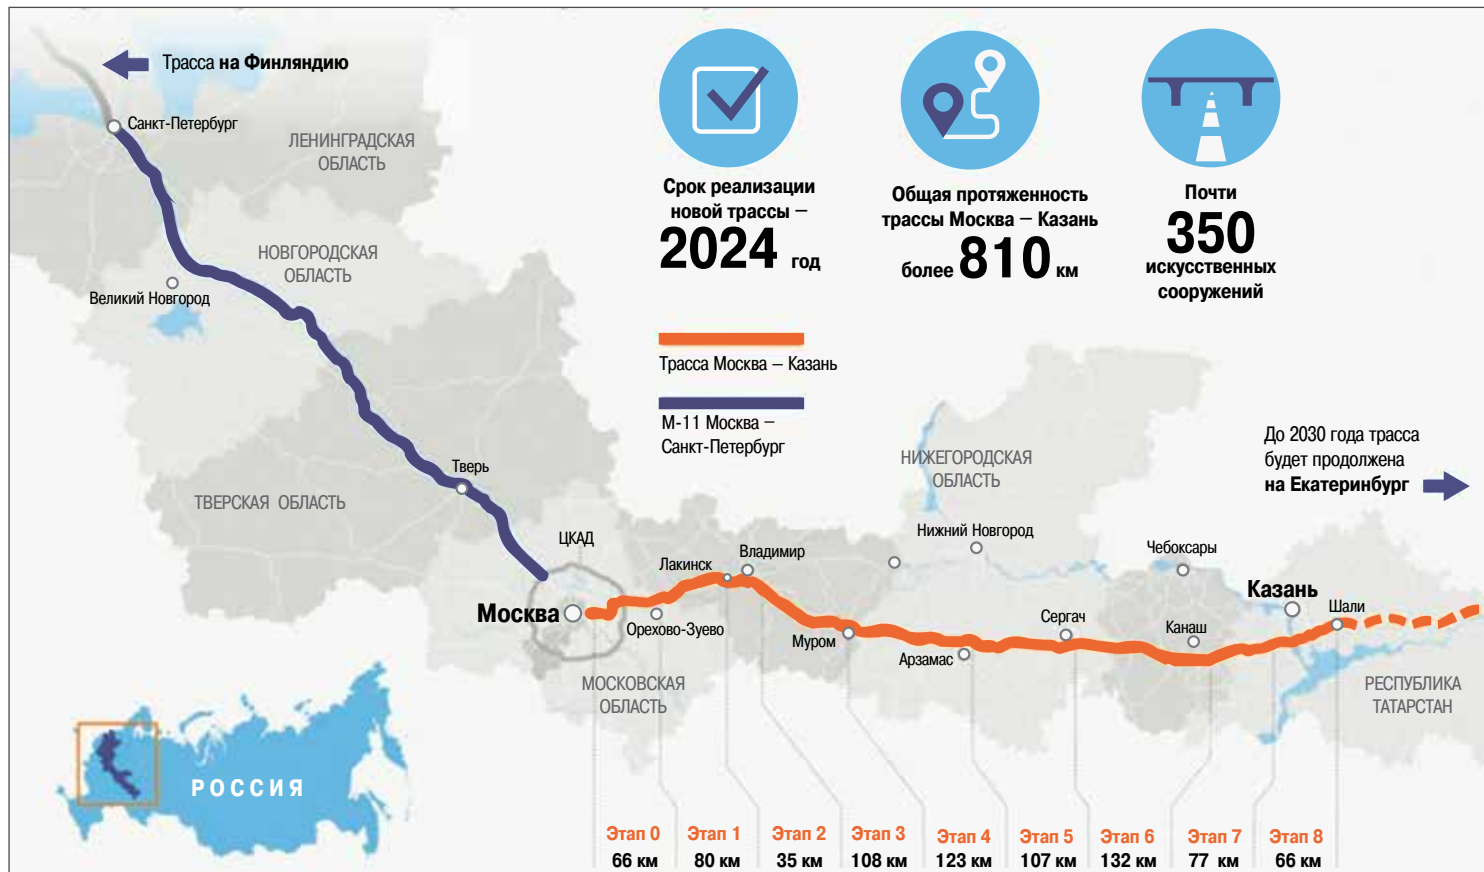 Трасса на Финляндию
Санкт-Петербург
ЛЕНИНГРАДСКАЯ
ОБЛАСТЬ
НОВГОРОДСКАЯ
ОБЛАСТЬ
Великий Новгород
ТВЕРСКАЯ ОБЛАСТЬ
Тверь
Срок реализации
новой трассы –
2024 год
Общая протяженность
трассы Москва – Казань
более 810 км
Почти
350
искусственных
сооружений
Трасса Москва – Казань
М-11 Москва –
Санкт-Петербург
До 2030 года трасса
будет продолжена
на Екатеринбург
НИЖЕГОРОДСКАЯ
ОБЛАСТЬ
ЦКАД
Москва
Орехово-Зуево
Лакинск
Владимир
Муром
Нижний Новгород
Арзамас
Сергач
Чебоксары
Канаш
Казань
Шали
МОСКОВСКАЯ
ОБЛАСТЬ
РЕСПУБЛИКА
ТАТАРСТАН
РОССИЯ
Этап 0
66 км
Этап 1
80 км
Этап 2
35 км
Этап 3
108 км
Этап 4
123 км
Этап 5
107 км
Этап 6
132 км
Этап 7
77 км
Этап 8
66 км